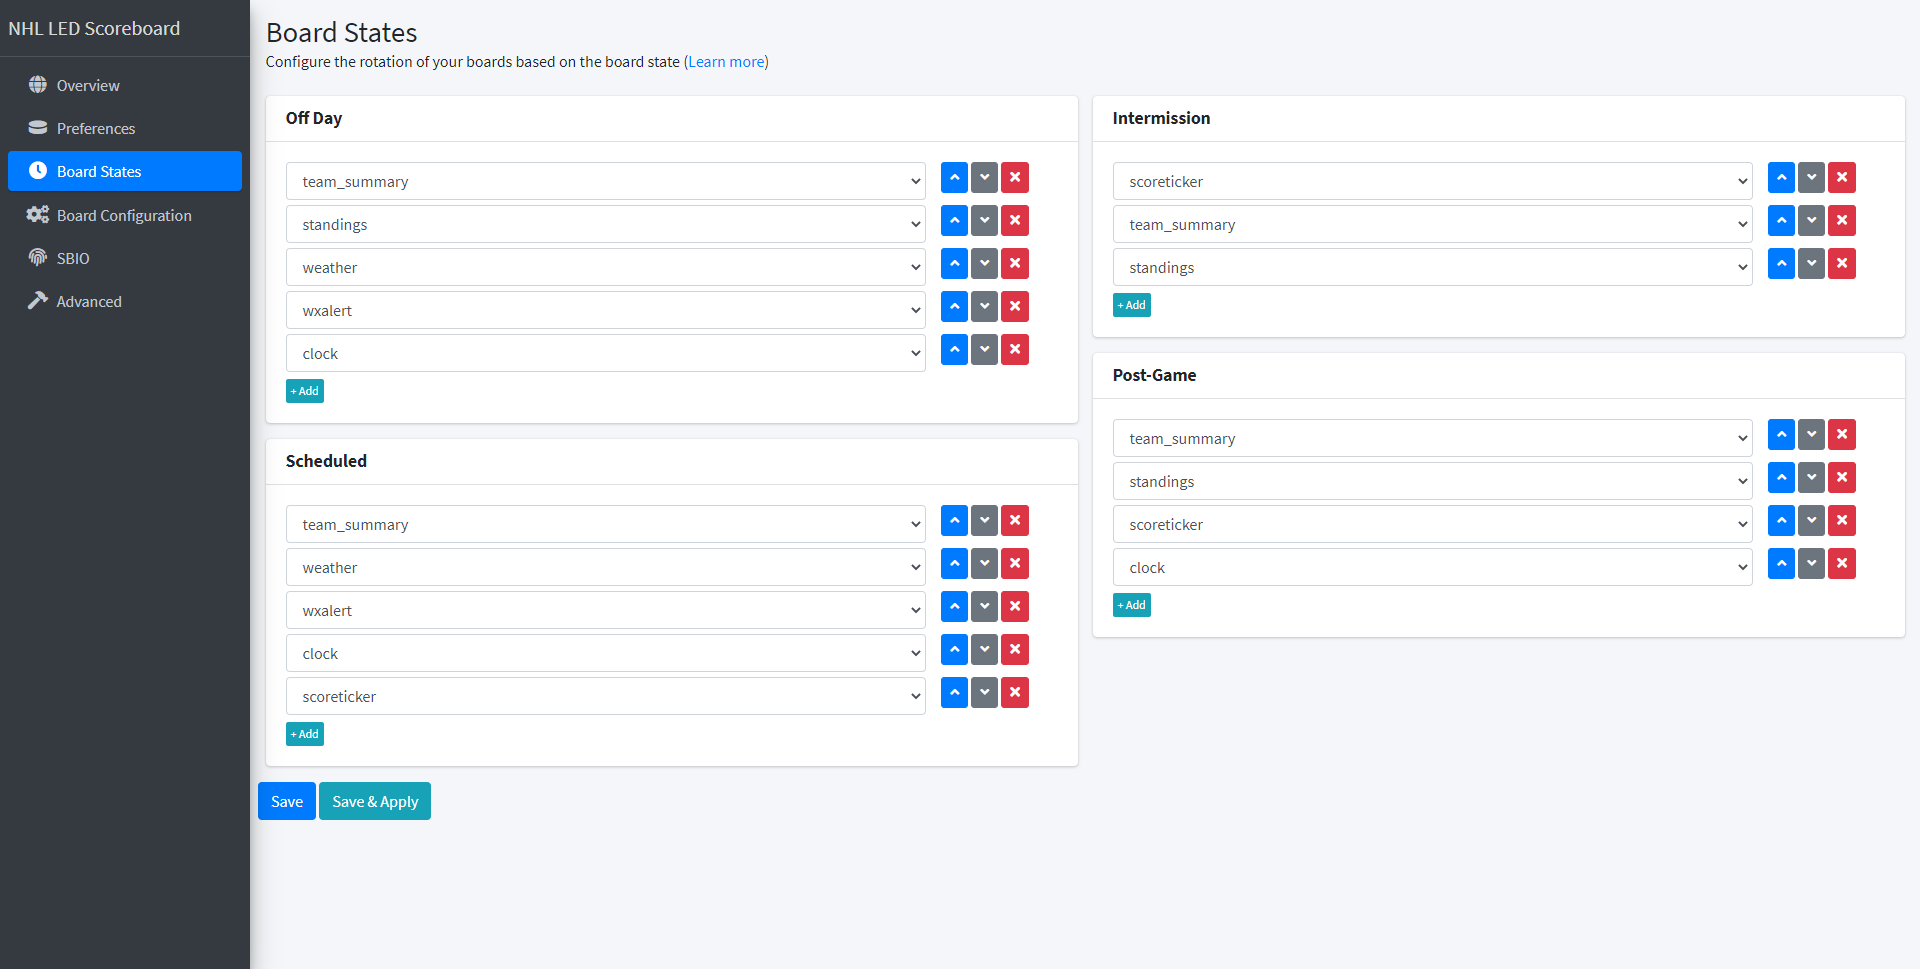 NHL LED Scoreboard
Overview
Preferences
Board States
Board Configuration
SBIO
Advanced
Board States
Configure the rotation of your boards based on the board state (Learn more)
Off Day
team_summary
standings
weather
wxalert
clock
+ Add
Scheduled
team_summary
weather
wxalert
clock
scoreticker
+ Add
Intermission
scoreticker
team_summary
standings
+ Add
Post-Game
team_summary
standings
scoreticker
clock
+ Add
Save
Save & Apply